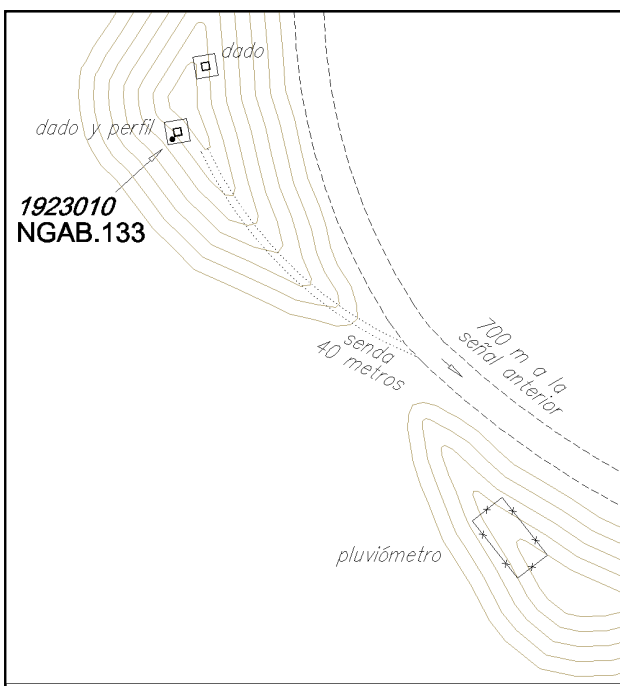 dado
dado y perfil
1923010
NGAB.133
700 m a la
señal anterior
senda
40 metros
pluviómetro